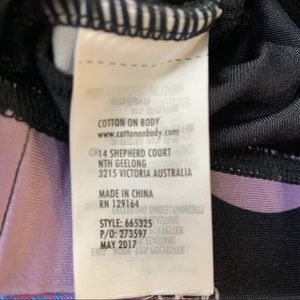 COTTON ON BODY
www.cottononbody.com
14 SHEPHERD COURT
NTH GEELONG
3215 VICTORIA AUSTRALIA
MADE IN CHINA
RN 129164
STYLE: 665325
P/O: 273597
MAY 2017